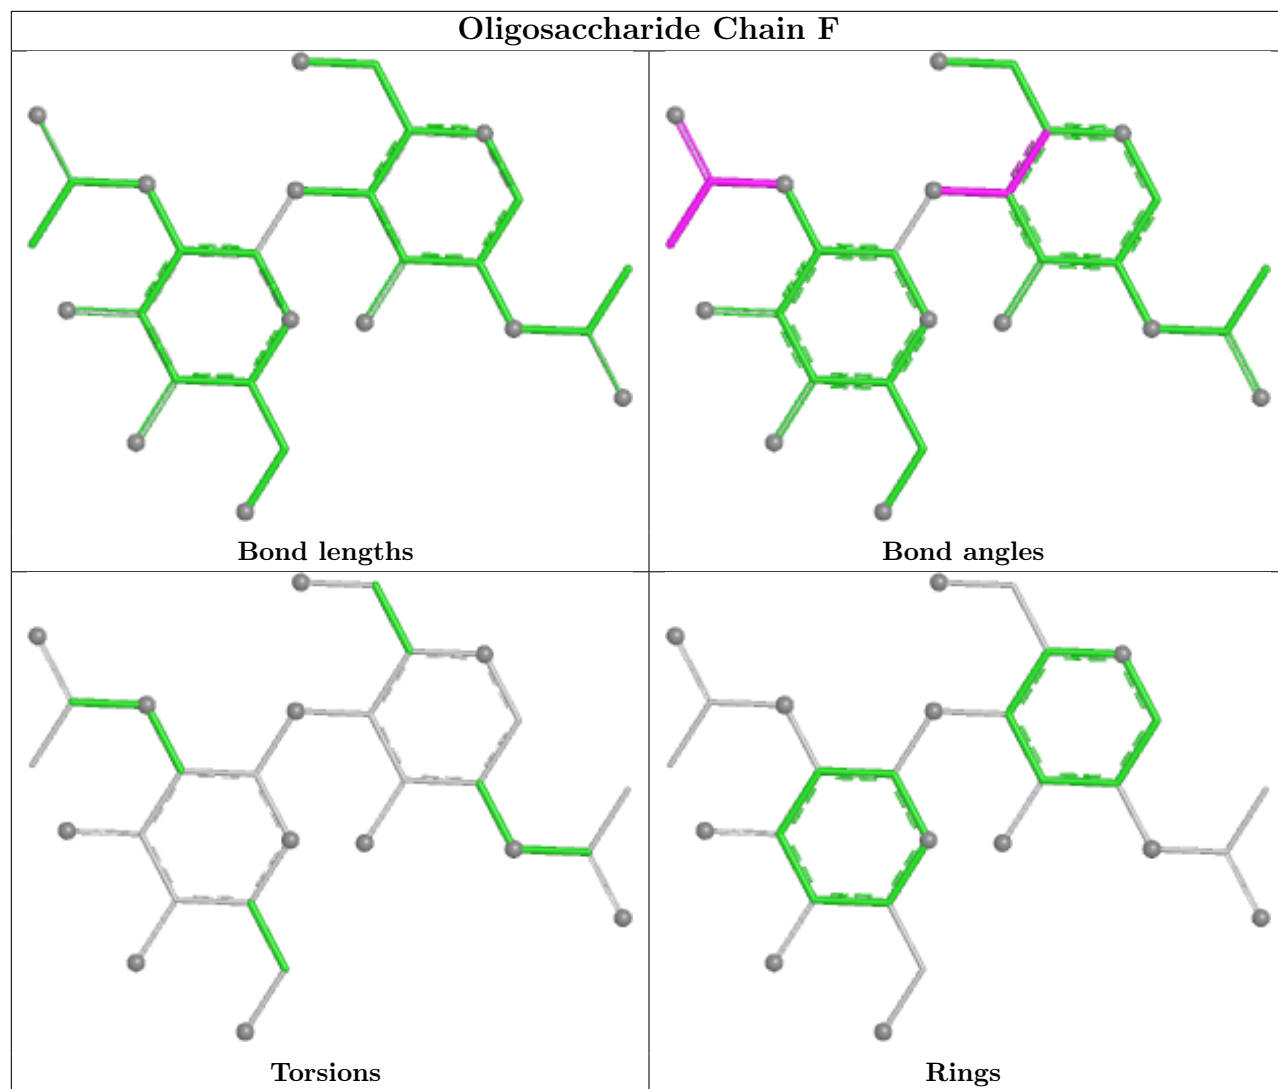 Oligosaccharide Chain F
Bond lengths
Bond angles
Torsions
Rings